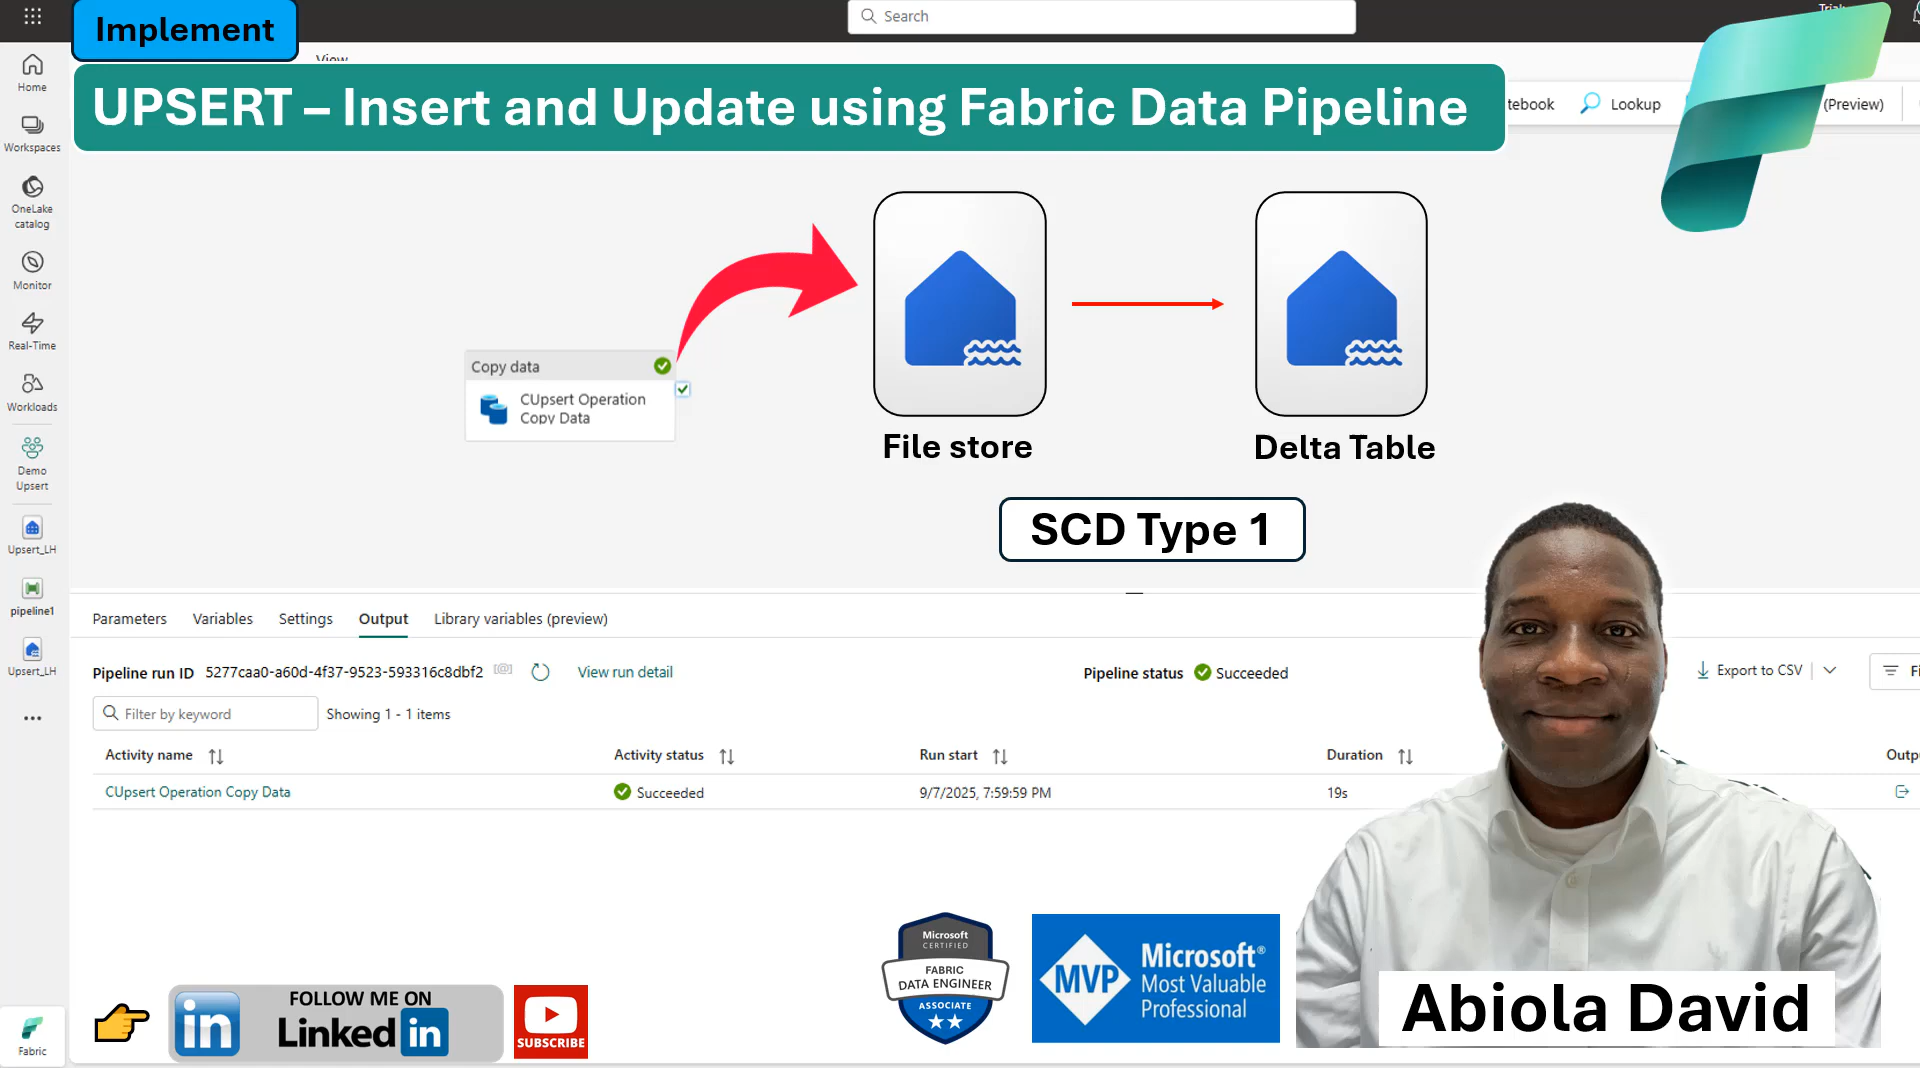 Implement
Search
View
UPSERT – Insert and Update using Fabric Data Pipeline
tebook
Lookup
(Preview)
Home
Workspaces
OneLake
catalog
Monitor
Real-Time
Workloads
Demo
Upsert
Upsert_LH
pipeline1
Upsert_LH
Fabric
Copy data
CUpsert Operation
Copy Data
File store
Delta Table
SCD Type 1
Parameters
Variables
Settings
Output
Library variables (preview)
Pipeline run ID 5277caa0-a60d-4f37-9523-593316c8dbf2
View run detail
Pipeline status Succeeded
Export to CSV
Filter by keyword
Showing 1 - 1 items
Activity name
Activity status
Run start
Duration
Outp
CUpsert Operation Copy Data
Succeeded
9/7/2025, 7:59:59 PM
19s
in
FOLLOW ME ON
Linked in
SUBSCRIBE
Microsoft
CERTIFIED
FABRIC
DATA ENGINEER
ASSOCIATE
MVP
Microsoft®
Most Valuable
Professional
Abiola David